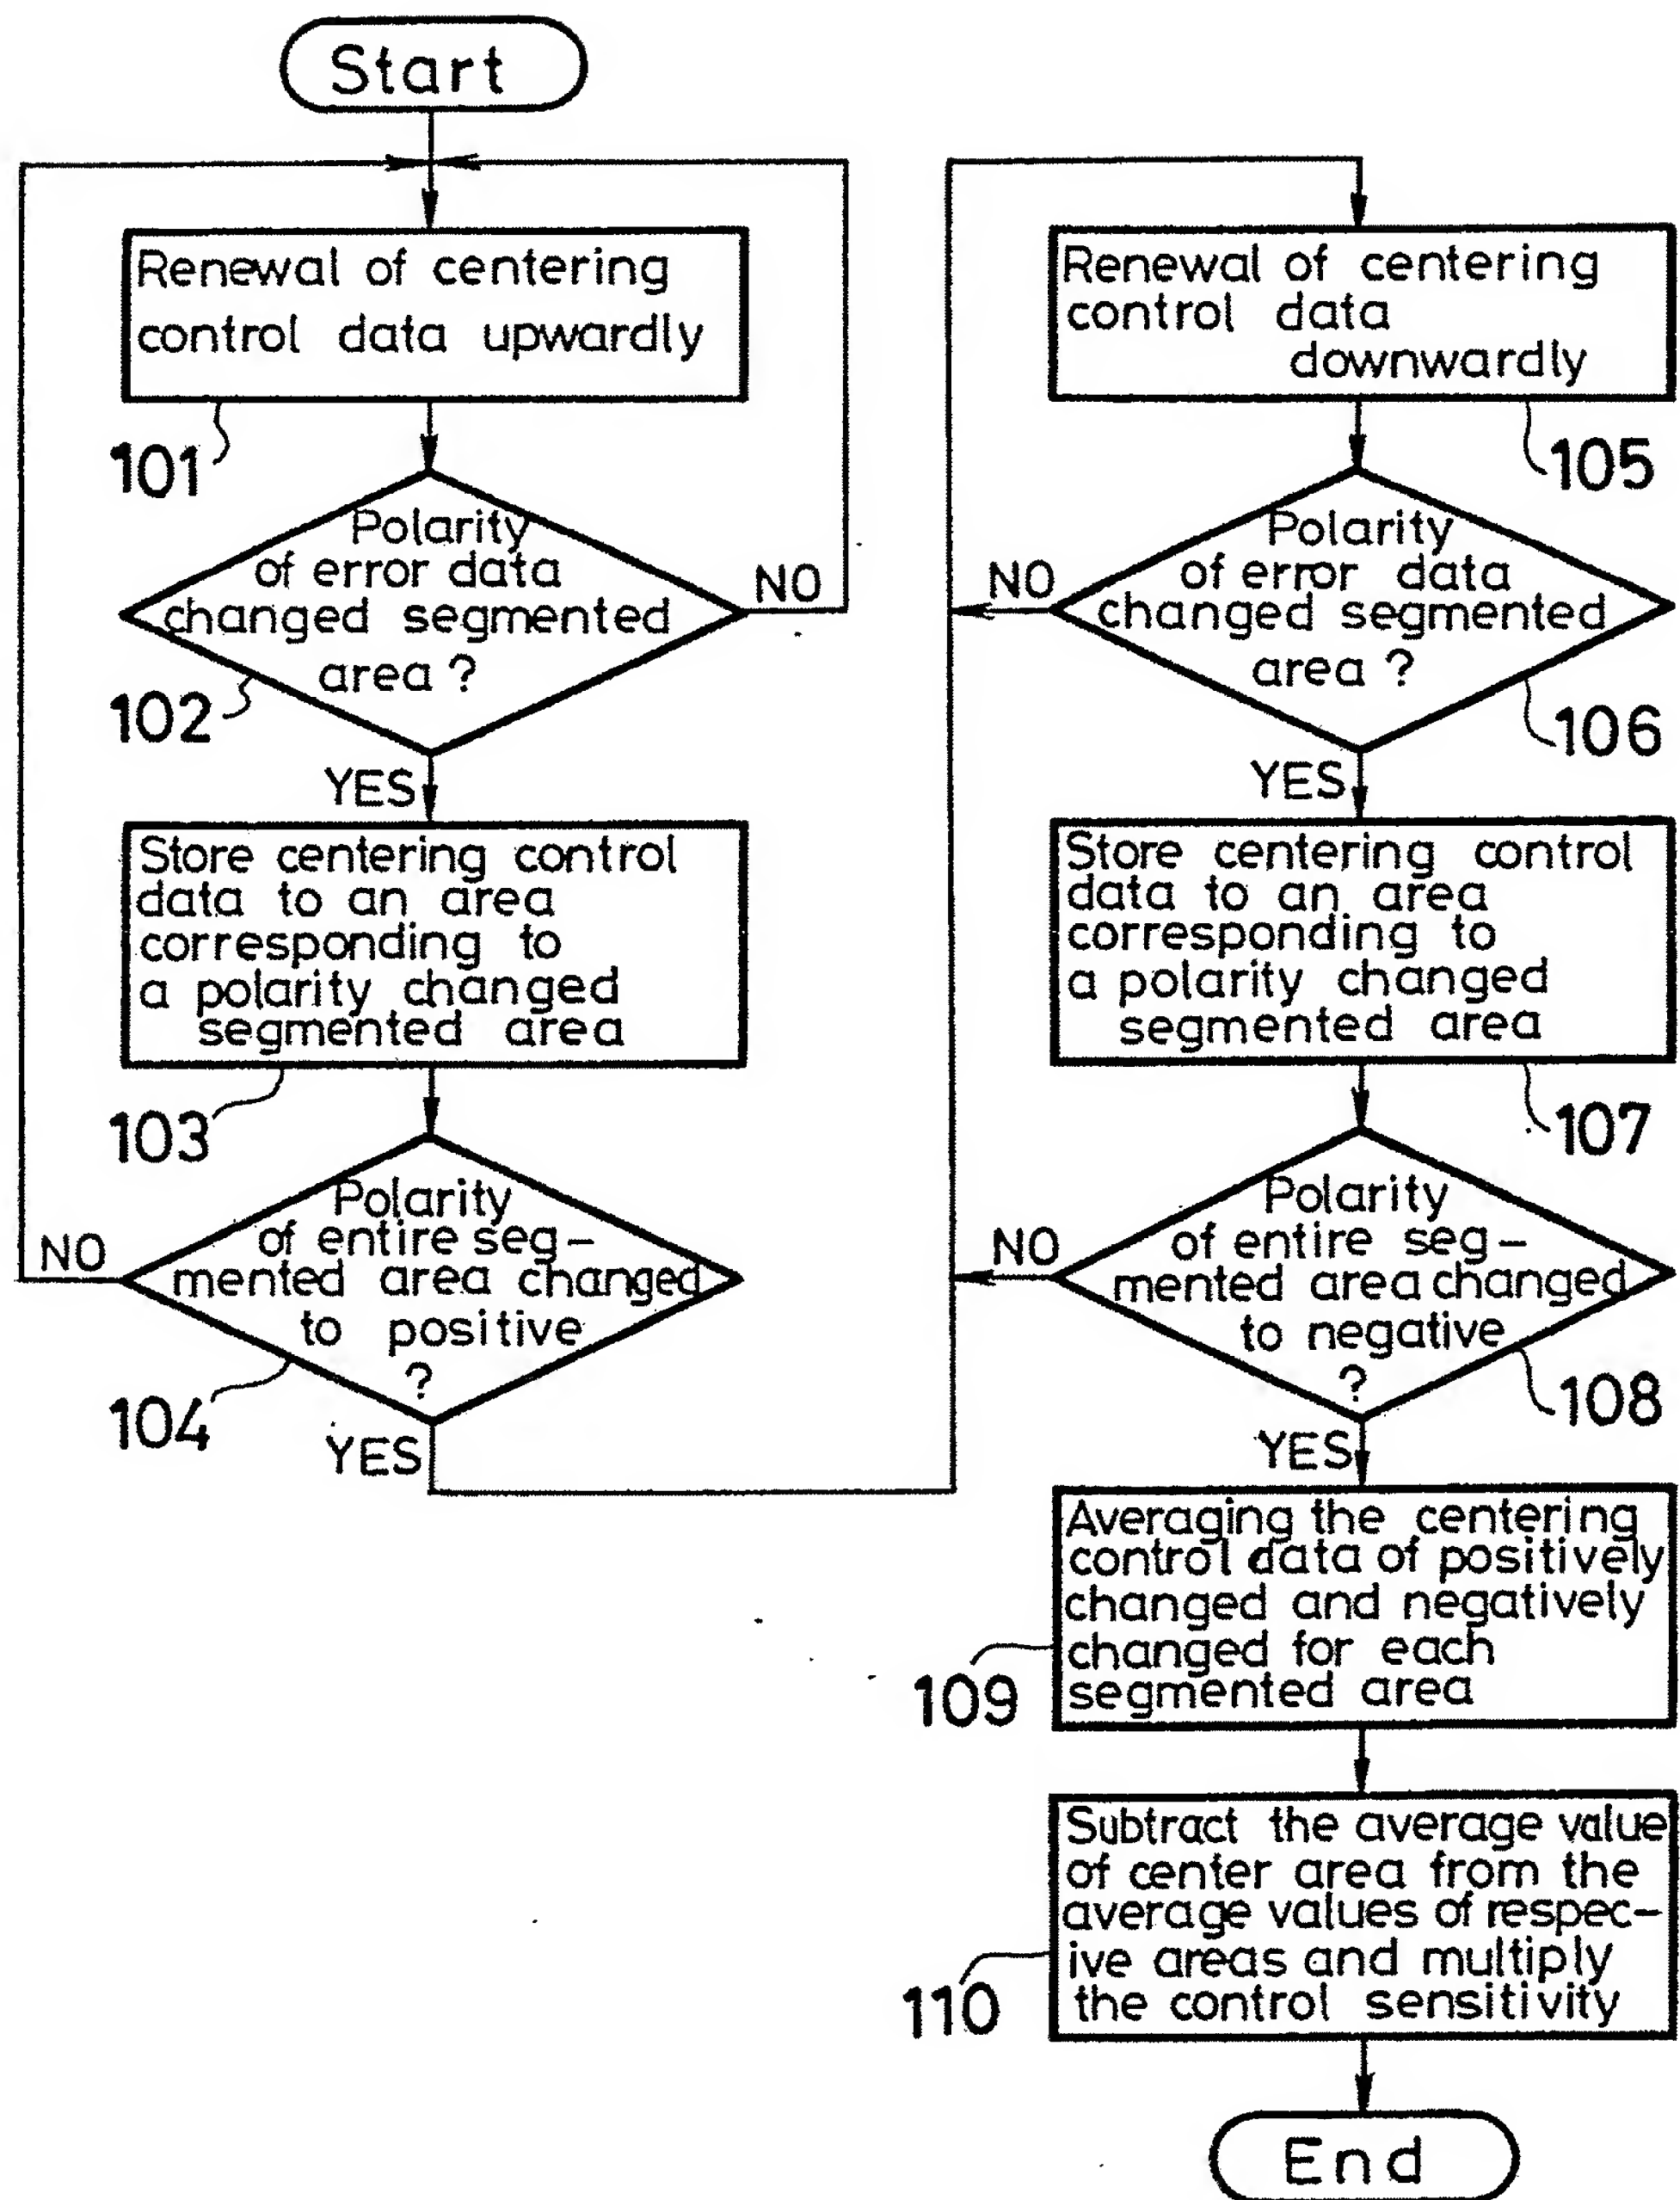 Start
Renewal of centering
control data upwardly
101
Polarity
of error data
changed segmented
area ?
NO
102
YES
Store centering control
data to an area
corresponding to
a polarity changed
segmented area
103
Polarity
of entire seg-
mented area changed
to positive
?
NO
104
YES
Renewal of centering
control data
downwardly
105
Polarity
of error data
changed segmented
area ?
NO
106
YES
Store centering control
data to an area
corresponding to
a polarity changed
segmented area
107
Polarity
of entire seg-
mented area changed
to negative
?
NO
108
YES
Averaging the centering
control data of positively
changed and negatively
changed for each
segmented area
109
Subtract the average value
of center area from the
average values of respec-
ive areas and multiply
the control sensitivity
110
End